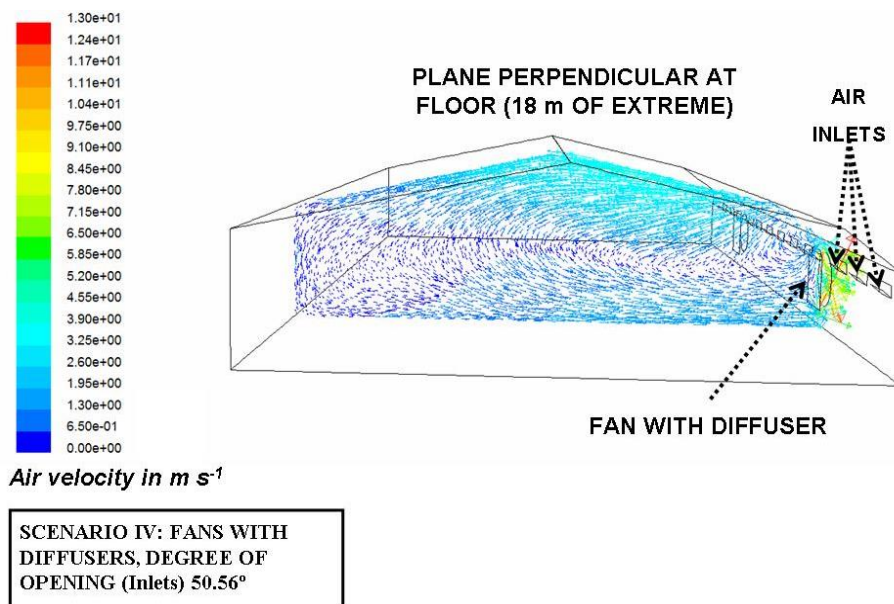 1.30e+01
1.24e+01
1.17e+01
1.11e+01
1.04e+01
9.75e+00
9.10e+00
8.45e+00
7.80e+00
7.15e+00
6.50e+00
5.85e+00
5.20e+00
4.55e+00
3.90e+00
3.25e+00
2.60e+00
1.95e+00
1.30e+00
6.50e-01
0.00e+00
PLANE PERPENDICULAR AT
FLOOR (18 m OF EXTREME)
AIR
INLETS
FAN WITH DIFFUSER
Air velocity in m s-1
SCENARIO IV: FANS WITH
DIFFUSERS, DEGREE OF
OPENING (Inlets) 50.56º